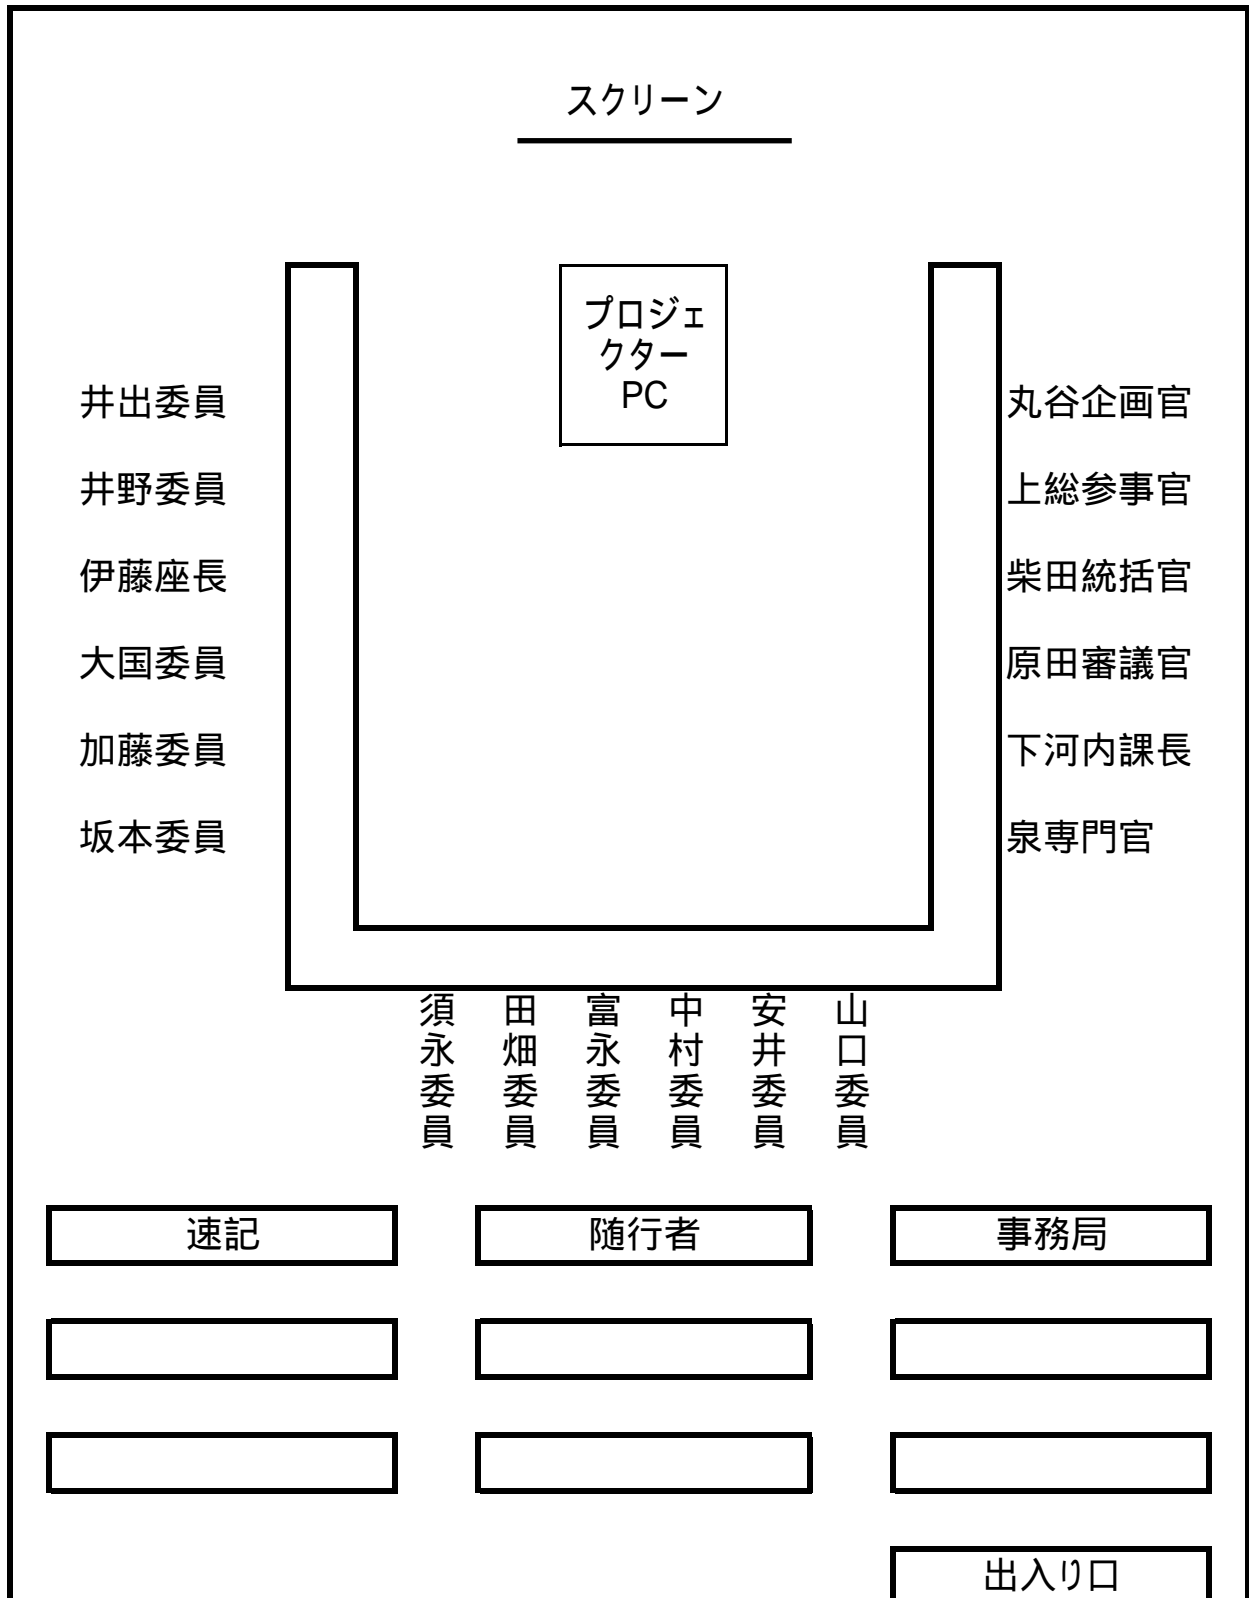 スクリーン
プロジェ
クター
PC
井出委員
井野委員
伊藤座長
大国委員
加藤委員
坂本委員
丸谷企画官
上総参事官
柴田統括官
原田審議官
下河内課長
泉専門官
須永委員
田畑委員
富永委員
中村委員
安井委員
山口委員
速記
随行者
事務局
出入り口